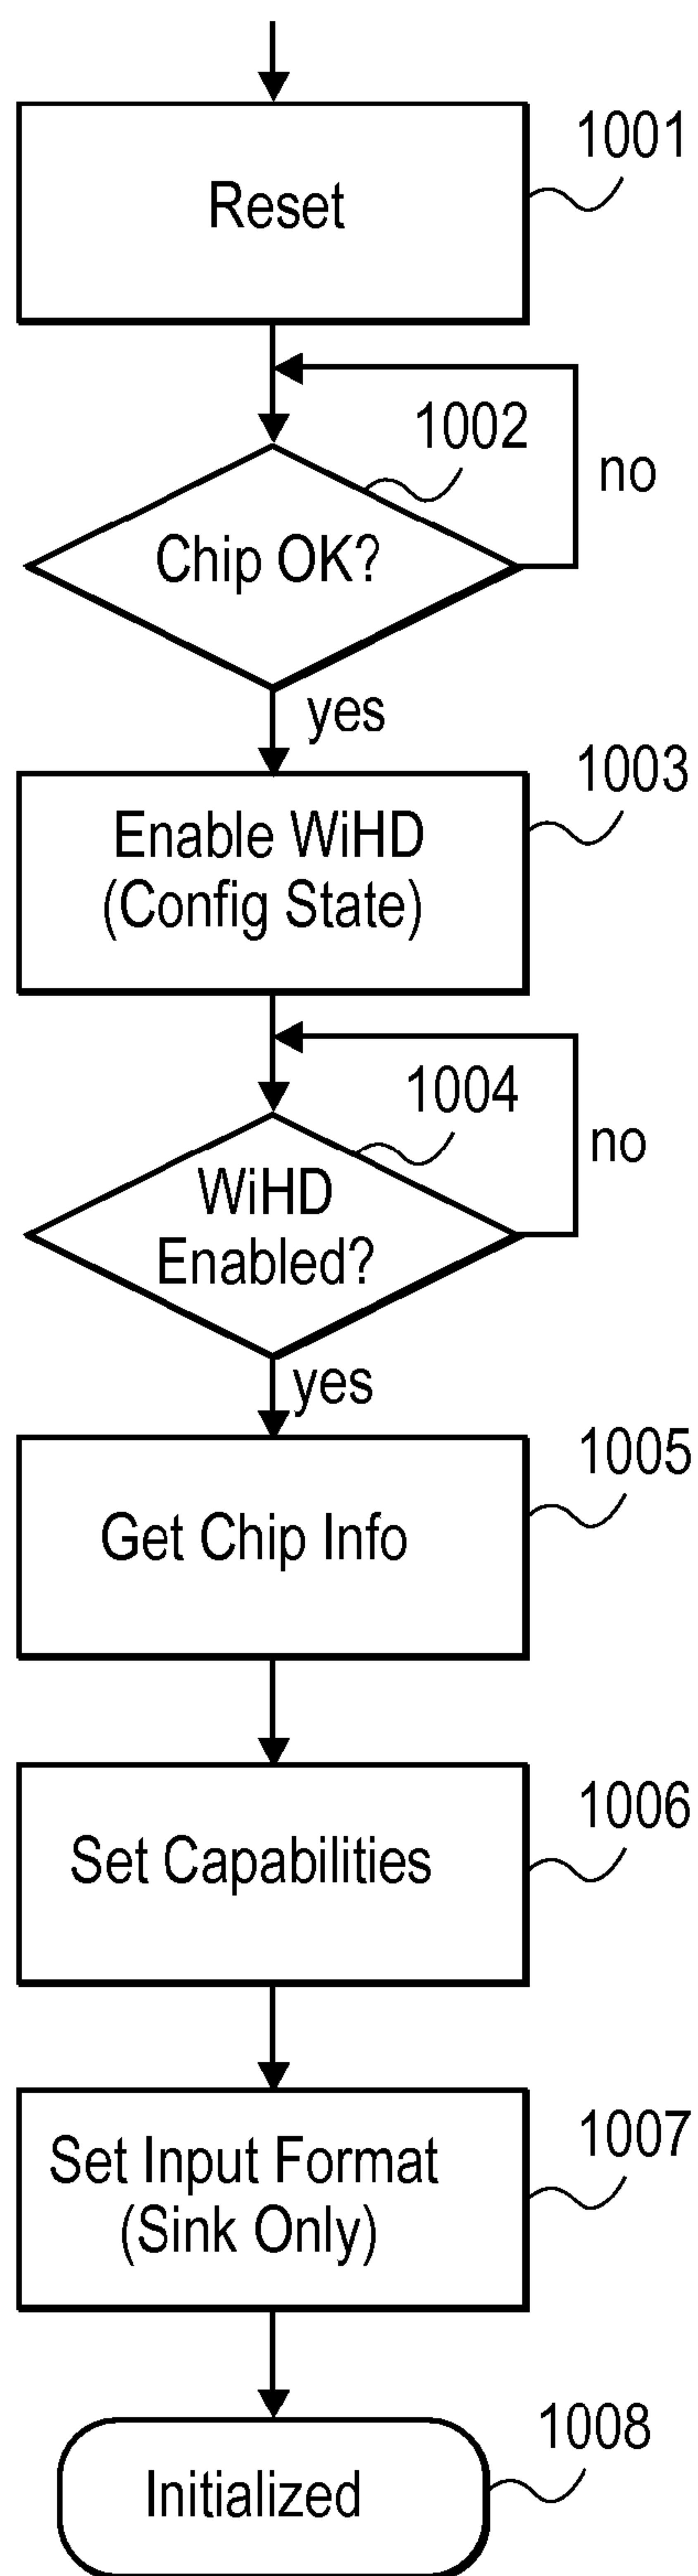 1001
Reset
1002
no
Chip OK?
yes
1003
Enable WiHD
(Config State)
1004
no
WiHD
Enabled?
yes
1005
Get Chip Info
1006
Set Capabilities
1007
Set Input Format
(Sink Only)
1008
Initialized